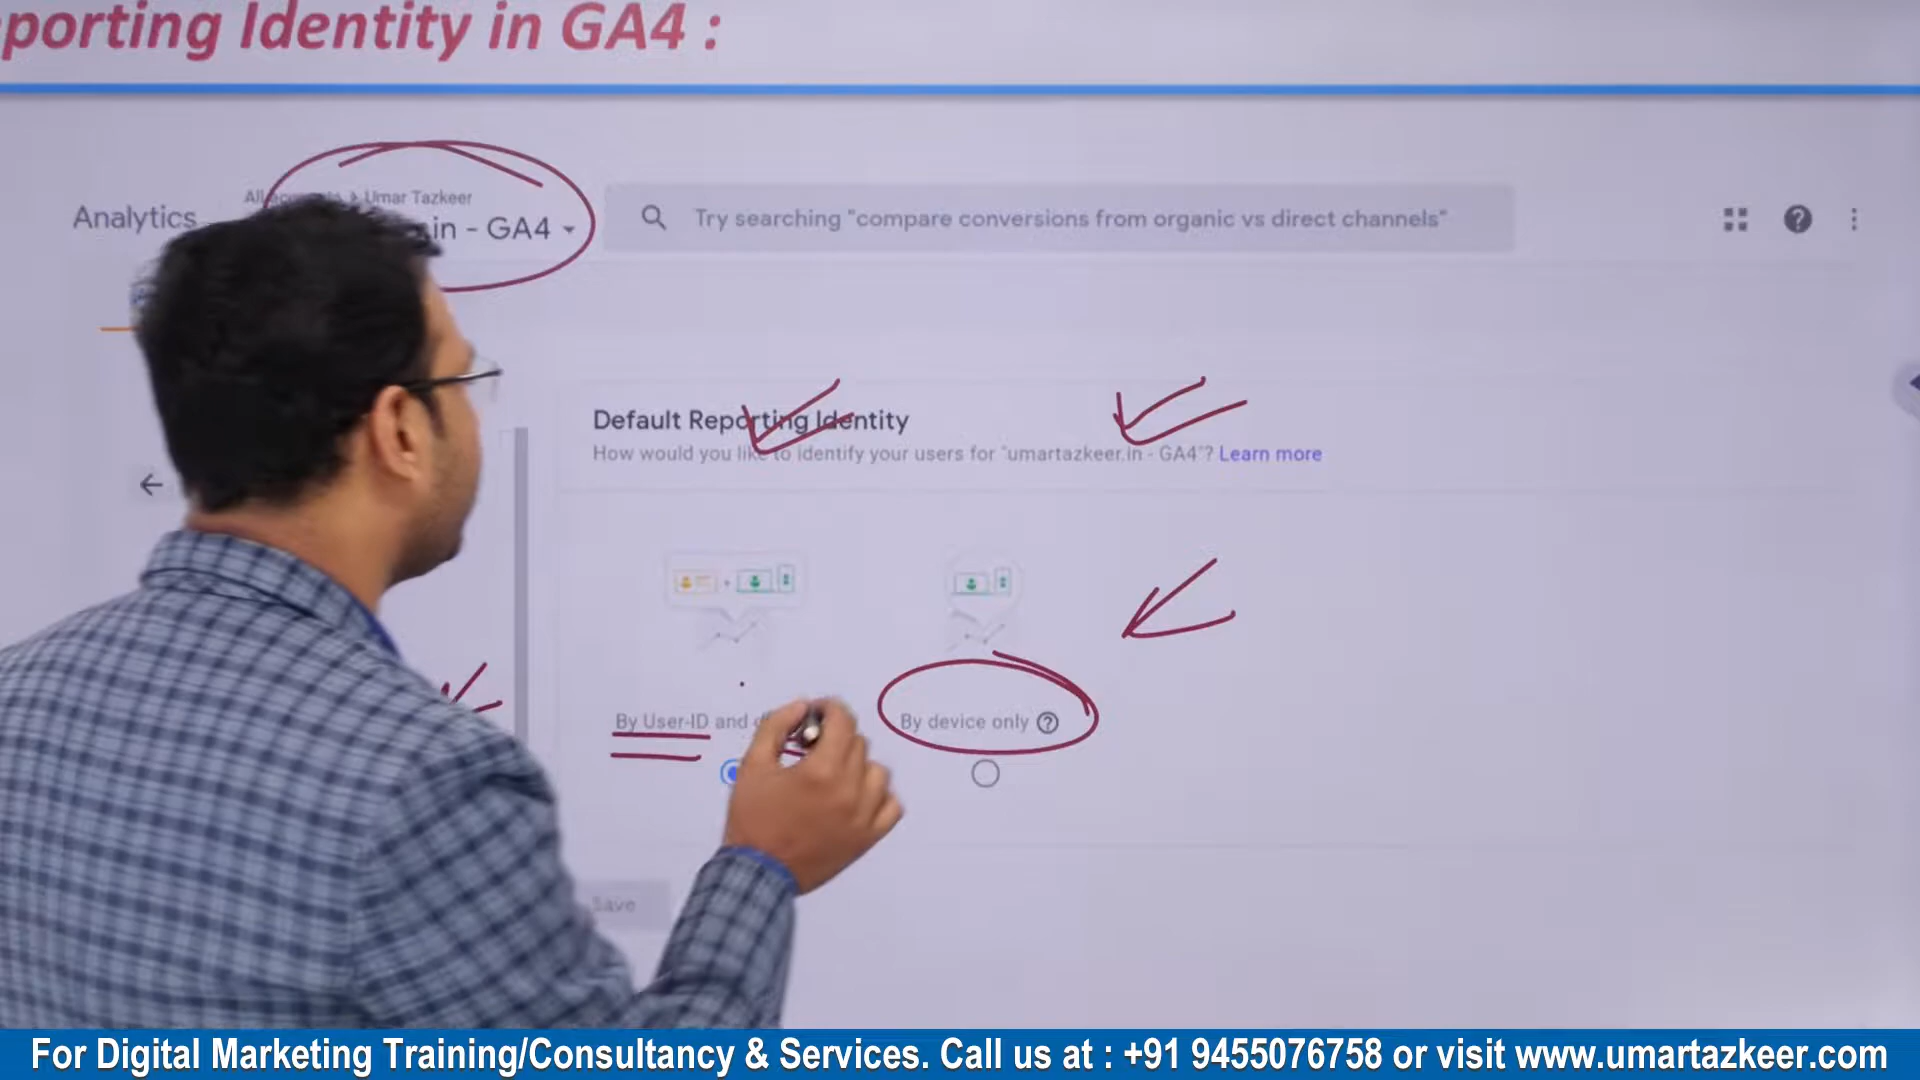 porting Identity in GA4 :
All accounts > Umar Tazkeer
Analytics
.in - GA4
Try searching "compare conversions from organic vs direct channels"
Default Reporting Identity
How would you like to identify your users for "umartazkeer.in - GA4"? Learn more
By User-ID and
By device only
Save
For Digital Marketing Training/Consultancy & Services. Call us at : +91 9455076758 or visit www.umartazkeer.com